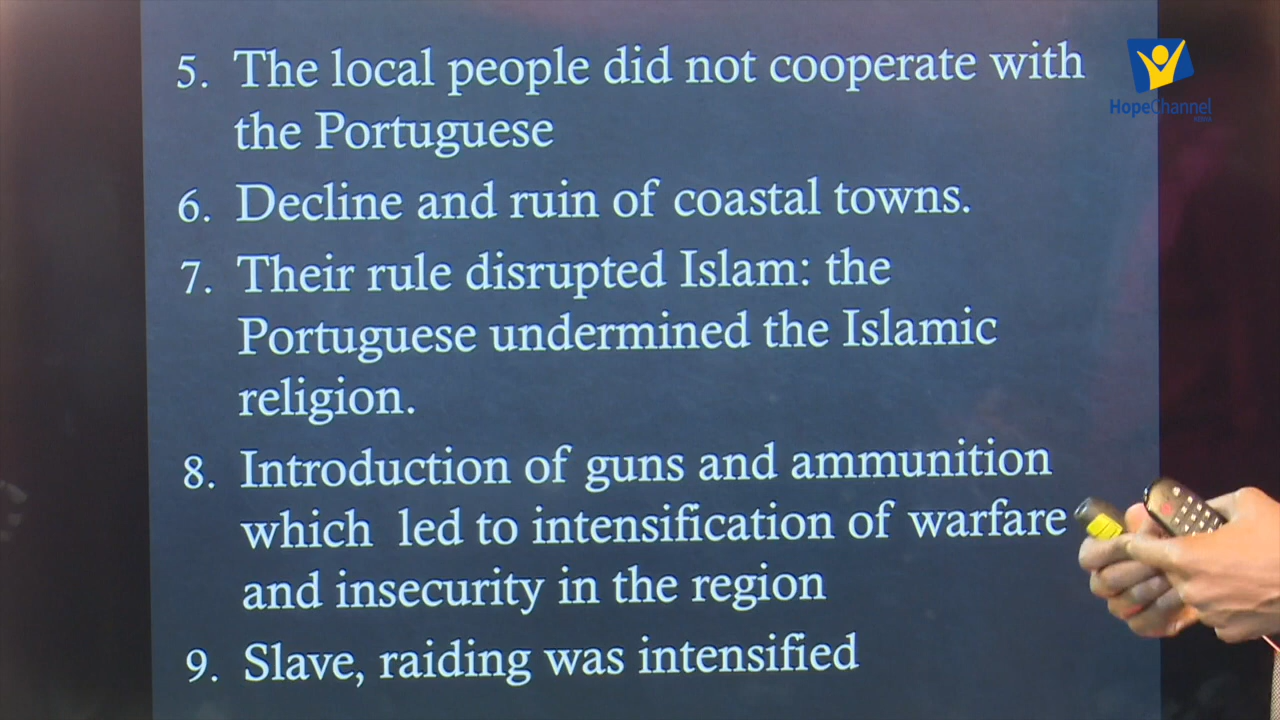 5. The local people did not cooperate with
the Portuguese
6. Decline and ruin of coastal towns.
7. Their rule disrupted Islam: the
Portuguese undermined the Islamic
religion.
8. Introduction of guns and ammunition
which led to intensification of warfare
and insecurity in the region
9. Slave, raiding was intensified
HopeChannel